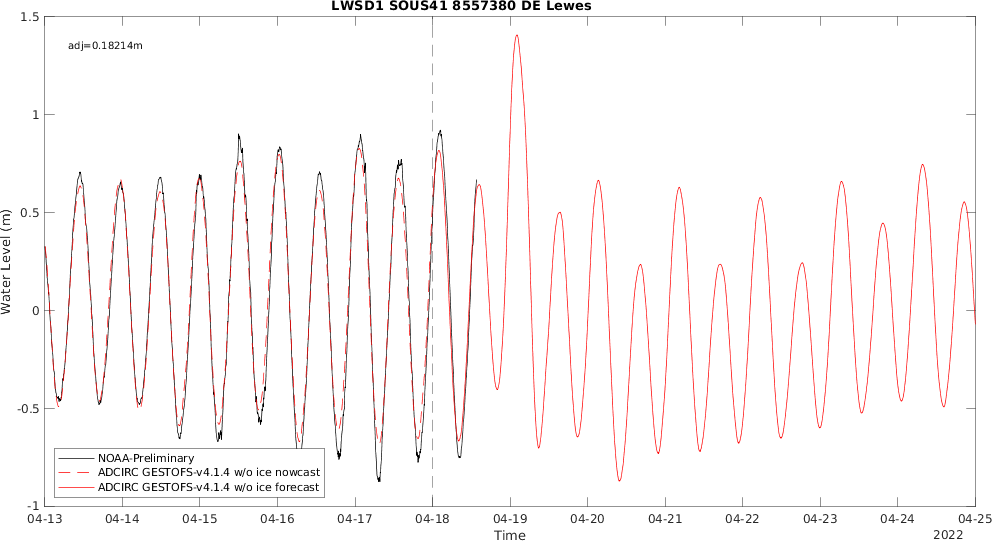 LWSD1 SOUS41 8557380 DE Lewes
1.5
adj=0.18214m
1
0.5
Water Level (m)
0
-0.5
NOAA-Preliminary
ADCIRC GESTOFS-v4.1.4 w/o ice nowcast
ADCIRC GESTOFS-v4.1.4 w/o ice forecast
-1
04-13 04-14 04-15 04-16 04-17 04-18 04-19 04-20 04-21 04-22 04-23 04-24 04-25
Time 2022